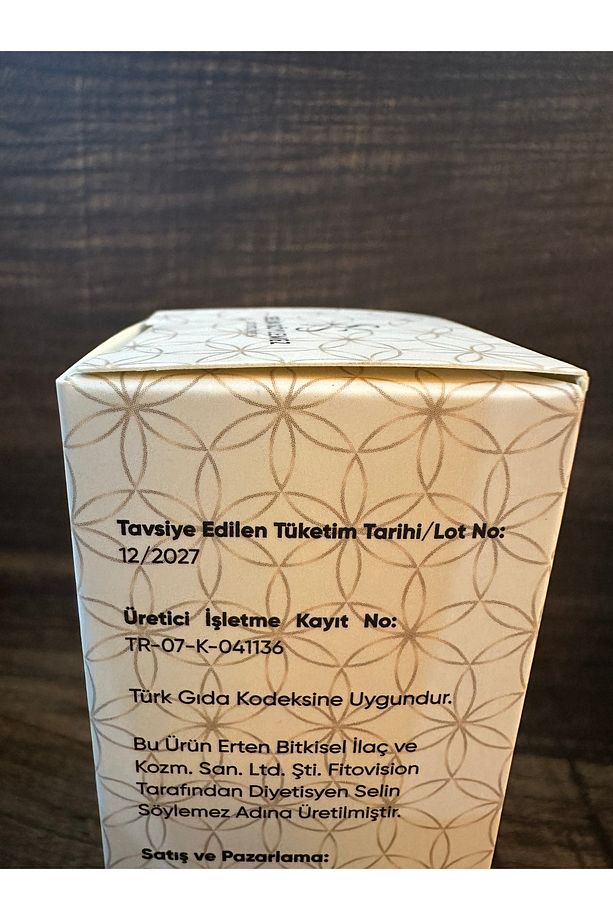 Tavsiye Edilen Tüketim Tarihi/Lot No:
12/2027
Üretici İşletme Kayıt No:
TR-07-K-041136
Türk Gıda Kodeksine Uygundur.
Bu Ürün Erten Bitkisel İlaç ve
Kozm. San. Ltd. Şti. Fitovision
Tarafından Diyetisyen Selin
Söylemez Adına Üretilmiştir.
Satış ve Pazarlama: